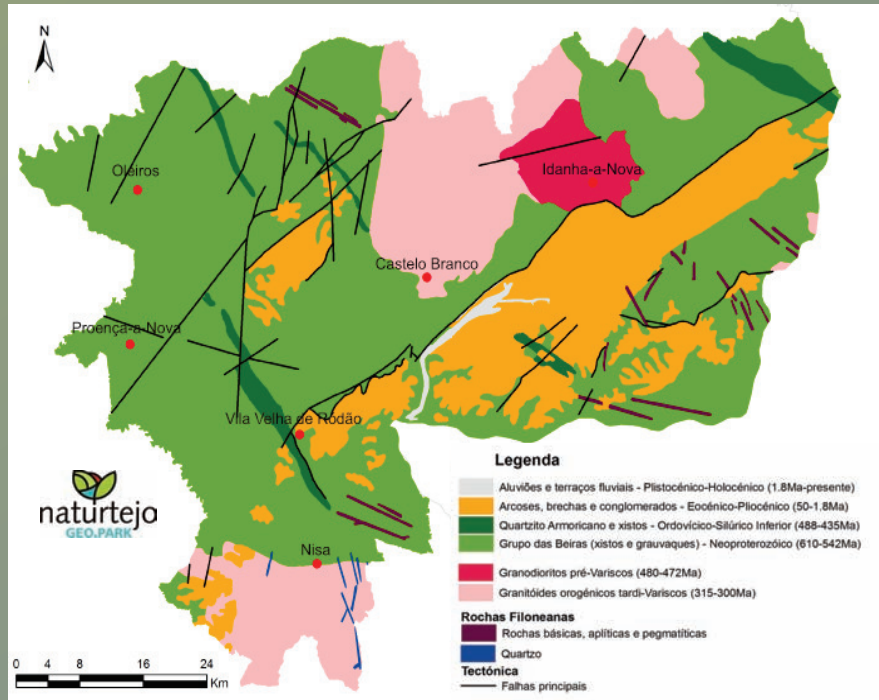 N
Oleiros
Idanha-a-Nova
Castelo Branco
Proença-a-Nova
Vila Velha de Ródão
Nisa
naturtejo
GEO.PARK
0 4 8 16 24
Km
Legenda
Aluviões e terraços fluviais - Plistocénico-Holocénico (1.8Ma-presente)
Arcoses, brechas e conglomerados - Eocénico-Pliocénico (50-1.8Ma)
Quartzito Armoricano e xistos - Ordovícico-Silúrico Inferior (488-435Ma)
Grupo das Beiras (xistos e grauvaques) - Neoproterozóico (610-542Ma)
Granodioritos pré-Variscos (480-472Ma)
Granitóides orogénicos tardi-Variscos (315-300Ma)
Rochas Filoneanas
Rochas básicas, aplíticas e pegmatíticas
Quartzo
Tectónica
Falhas principais